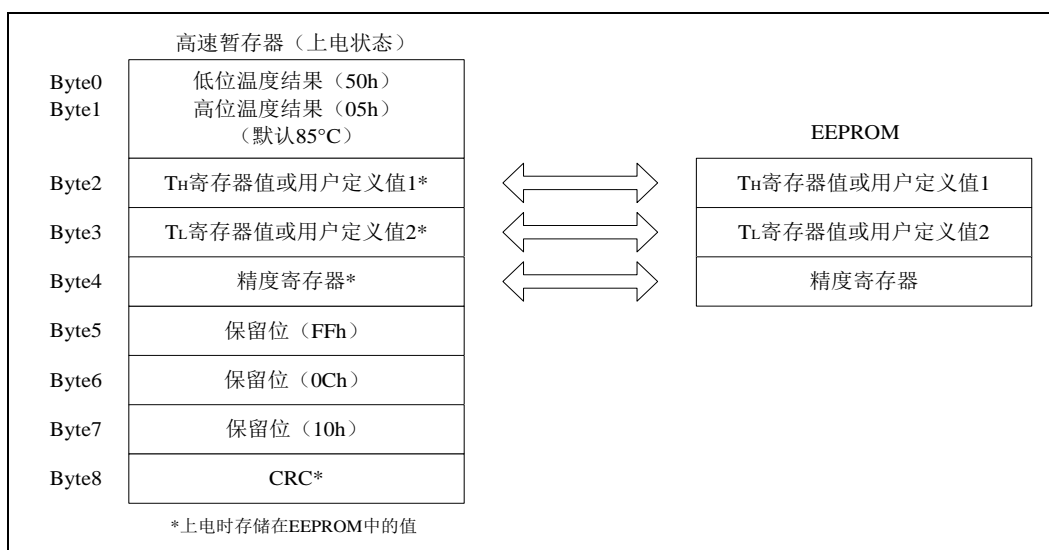 高速暂存器（上电状态）
Byte0 低位温度结果（50h）
Byte1 高位温度结果（05h）
（默认85°C）
EEPROM
Byte2 TH寄存器值或用户定义值1* TH寄存器值或用户定义值1
Byte3 TL寄存器值或用户定义值2* TL寄存器值或用户定义值2
Byte4 精度寄存器* 精度寄存器
Byte5 保留位（FFh）
Byte6 保留位（0Ch）
Byte7 保留位（10h）
Byte8 CRC*
*上电时存储在EEPROM中的值